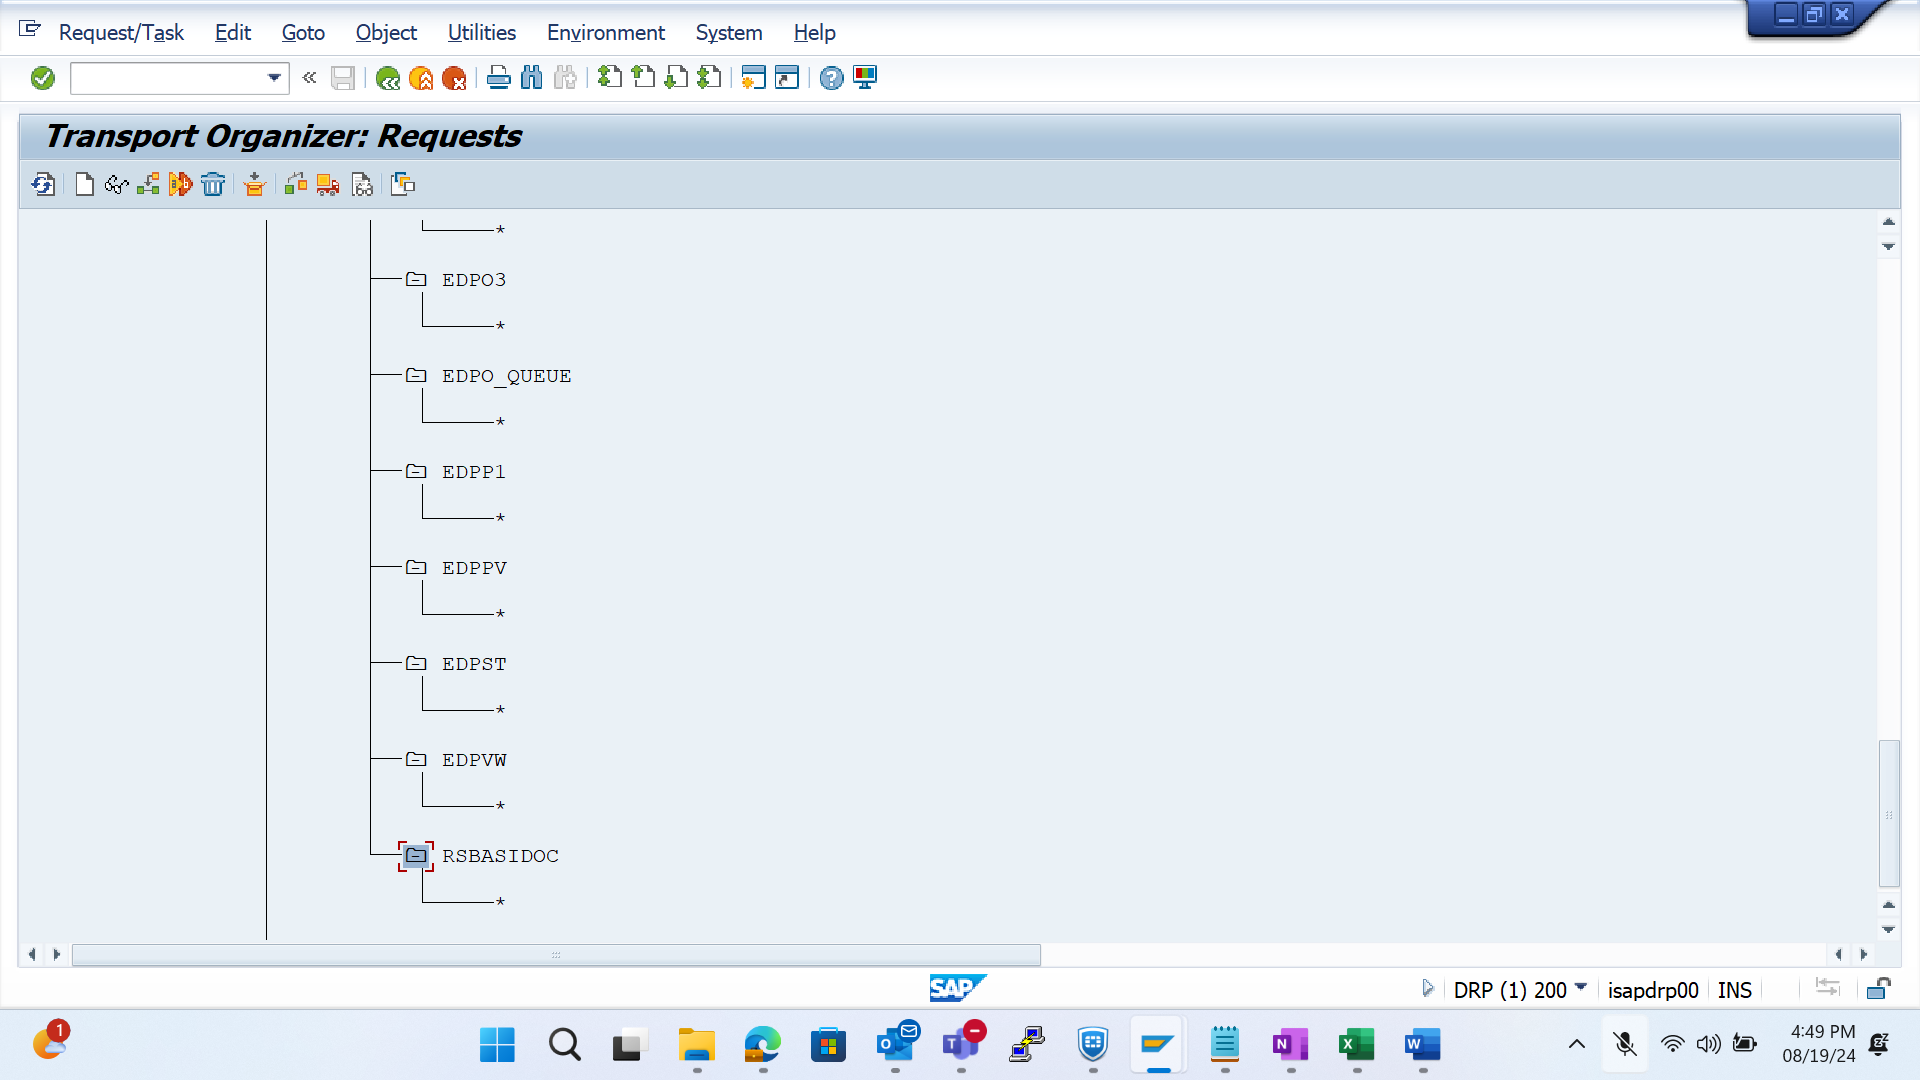 Request/Task Edit Goto Object Utilities Environment System Help
Transport Organizer: Requests
*
EDPO3
*
EDPO_QUEUE
*
EDPP1
*
EDPPV
*
EDPST
*
EDPVW
*
RSBASIDOC
*
SAP
DRP (1) 200 isapdrp00 INS
1
4:49 PM
08/19/24